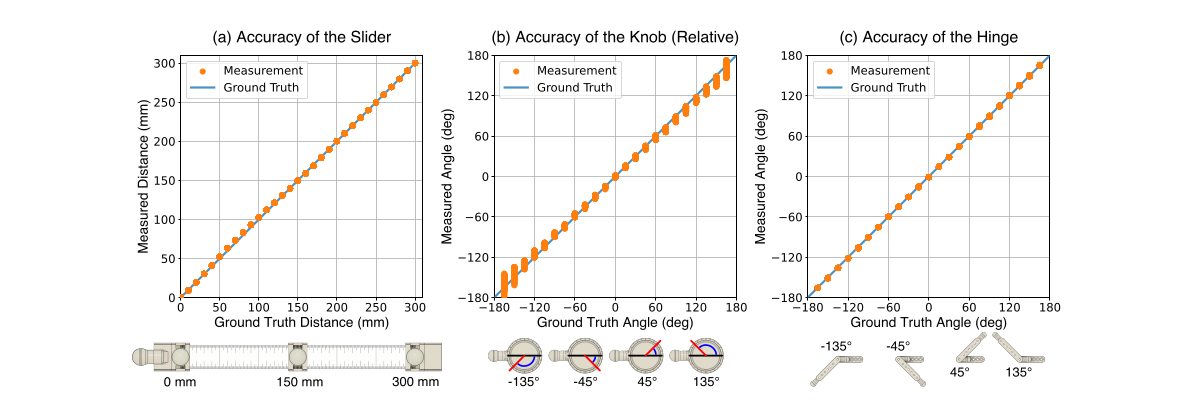 (a) Accuracy of the Slider
Measurement
Ground Truth
300
250
200
150
100
50
0
Measured Distance (mm)
0 50 100 150 200 250 300
Ground Truth Distance (mm)
0 mm 150 mm 300 mm
(b) Accuracy of the Knob (Relative)
Measurement
Ground Truth
180
120
60
0
−60
−120
−180
Measured Angle (deg)
−180 −120 −60 0 60 120 180
Ground Truth Angle (deg)
-135° -45° 45° 135°
(c) Accuracy of the Hinge
Measurement
Ground Truth
180
120
60
0
−60
−120
−180
Measured Angle (deg)
−180 −120 −60 0 60 120 180
Ground Truth Angle (deg)
-135° -45°
45° 135°